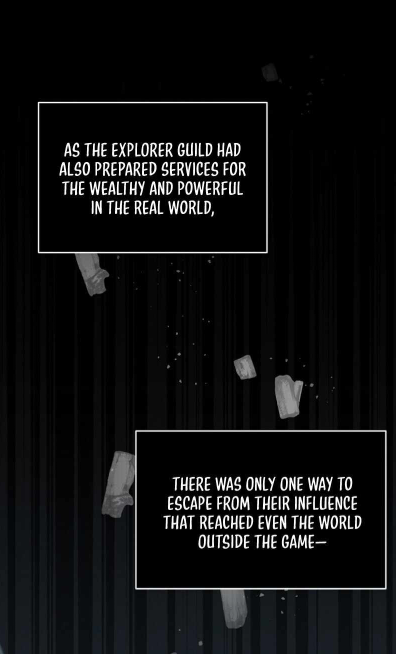 AS THE EXPLORER GUILD HAD
ALSO PREPARED SERVICES FOR
THE WEALTHY AND POWERFUL
IN THE REAL WORLD,
THERE WAS ONLY ONE WAY TO
ESCAPE FROM THEIR INFLUENCE
THAT REACHED EVEN THE WORLD
OUTSIDE THE GAME—